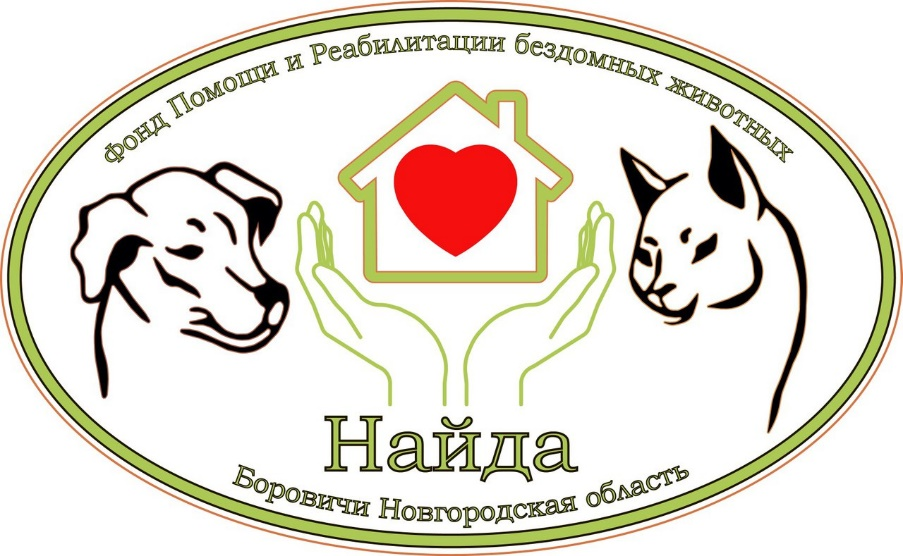 Фонд Помощи и Реабилитации бездомных животных
Найда
Боровичи Новгородская область